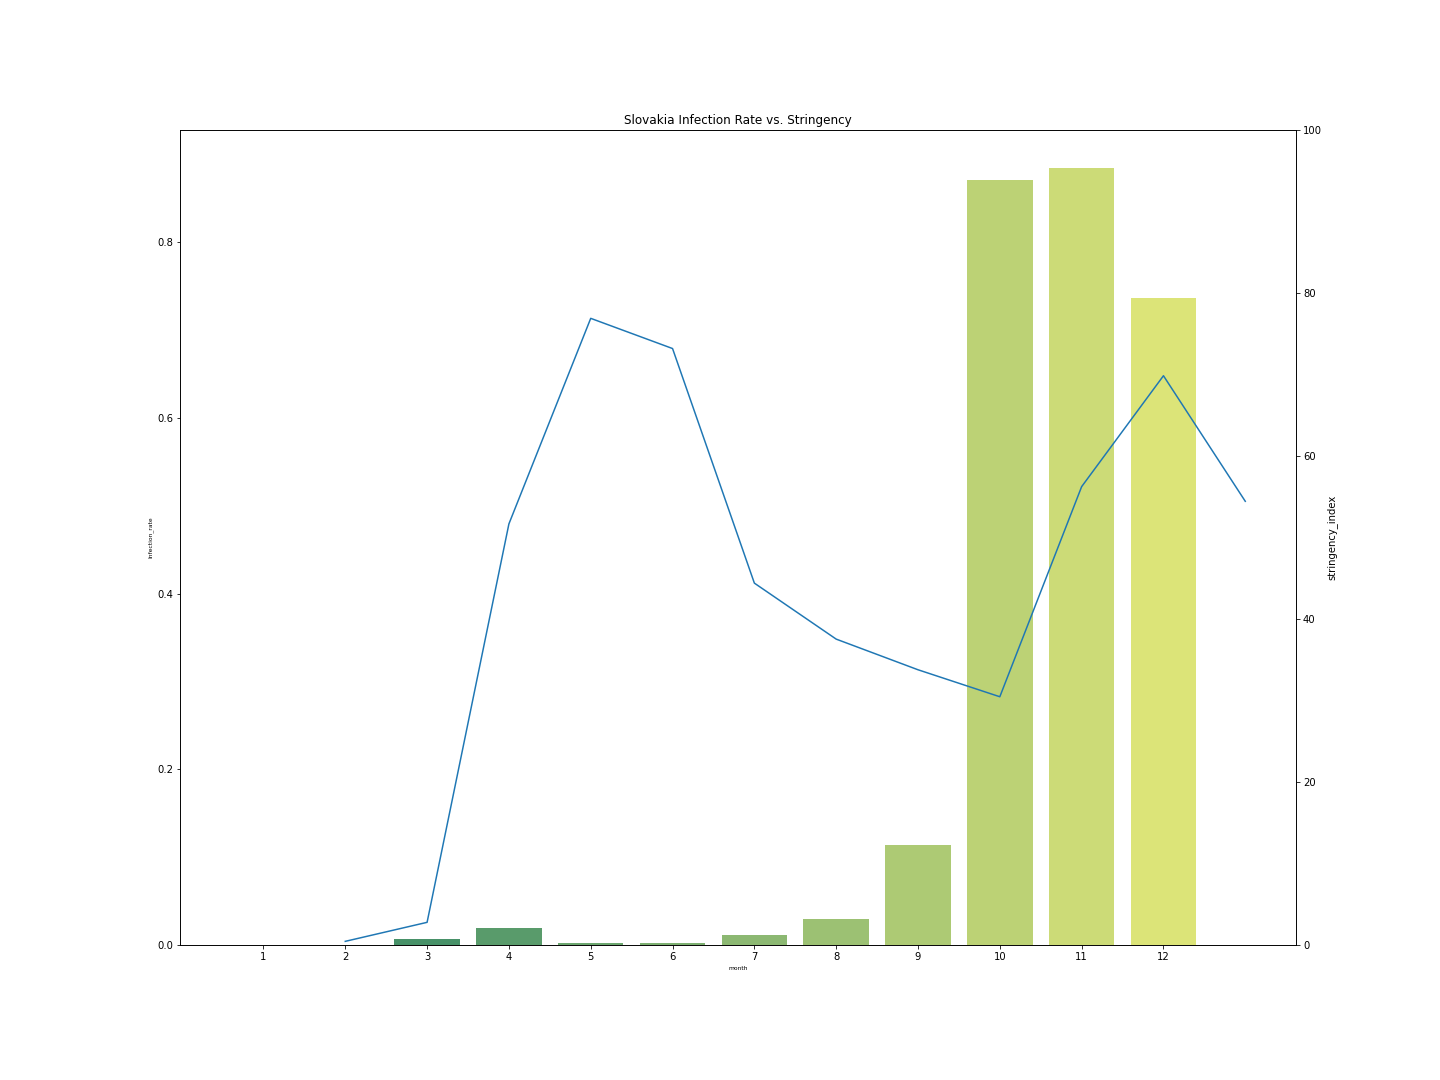 Slovakia Infection Rate vs. Stringency
100
0.8
80
0.6
60
infection_rate
stringency_index
0.4
40
0.2
20
0.0
0
1 2 3 4 5 6 7 8 9 10 11 12
month